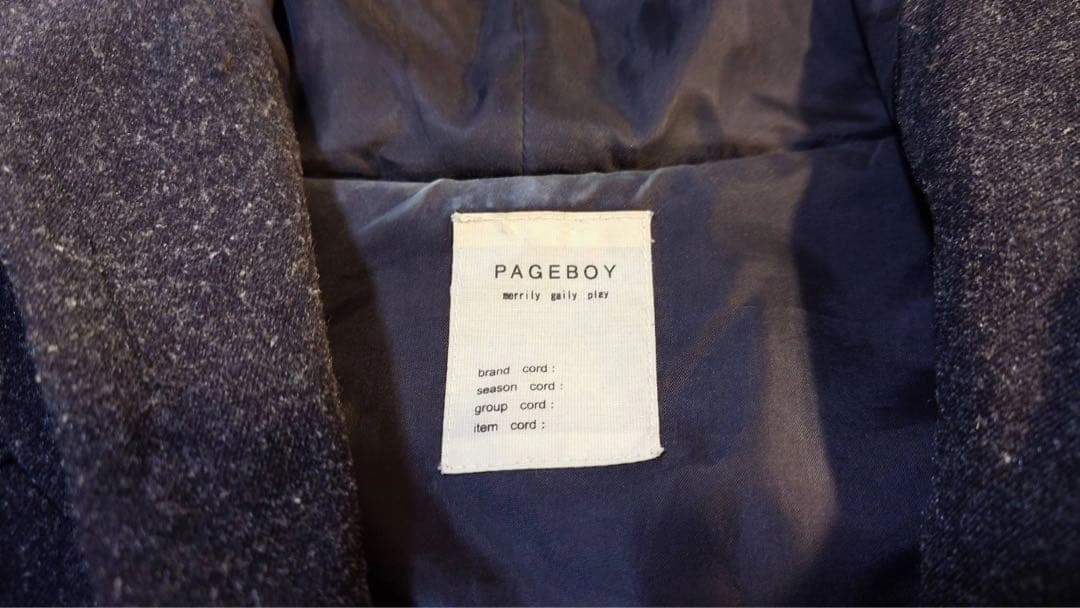 PAGEBOY
merrily gaily play
brand cord :
season cord :
group cord :
item cord :